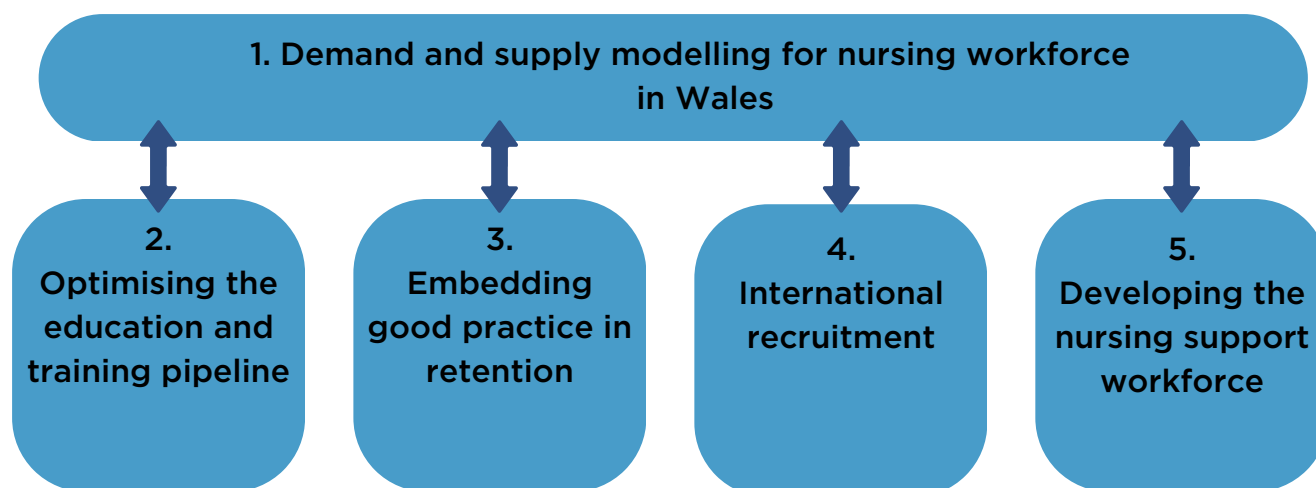 1. Demand and supply modelling for nursing workforce
in Wales
2.
Optimising the
education and
training pipeline
3.
Embedding
good practice in
retention
4.
International
recruitment
5.
Developing the
nursing support
workforce